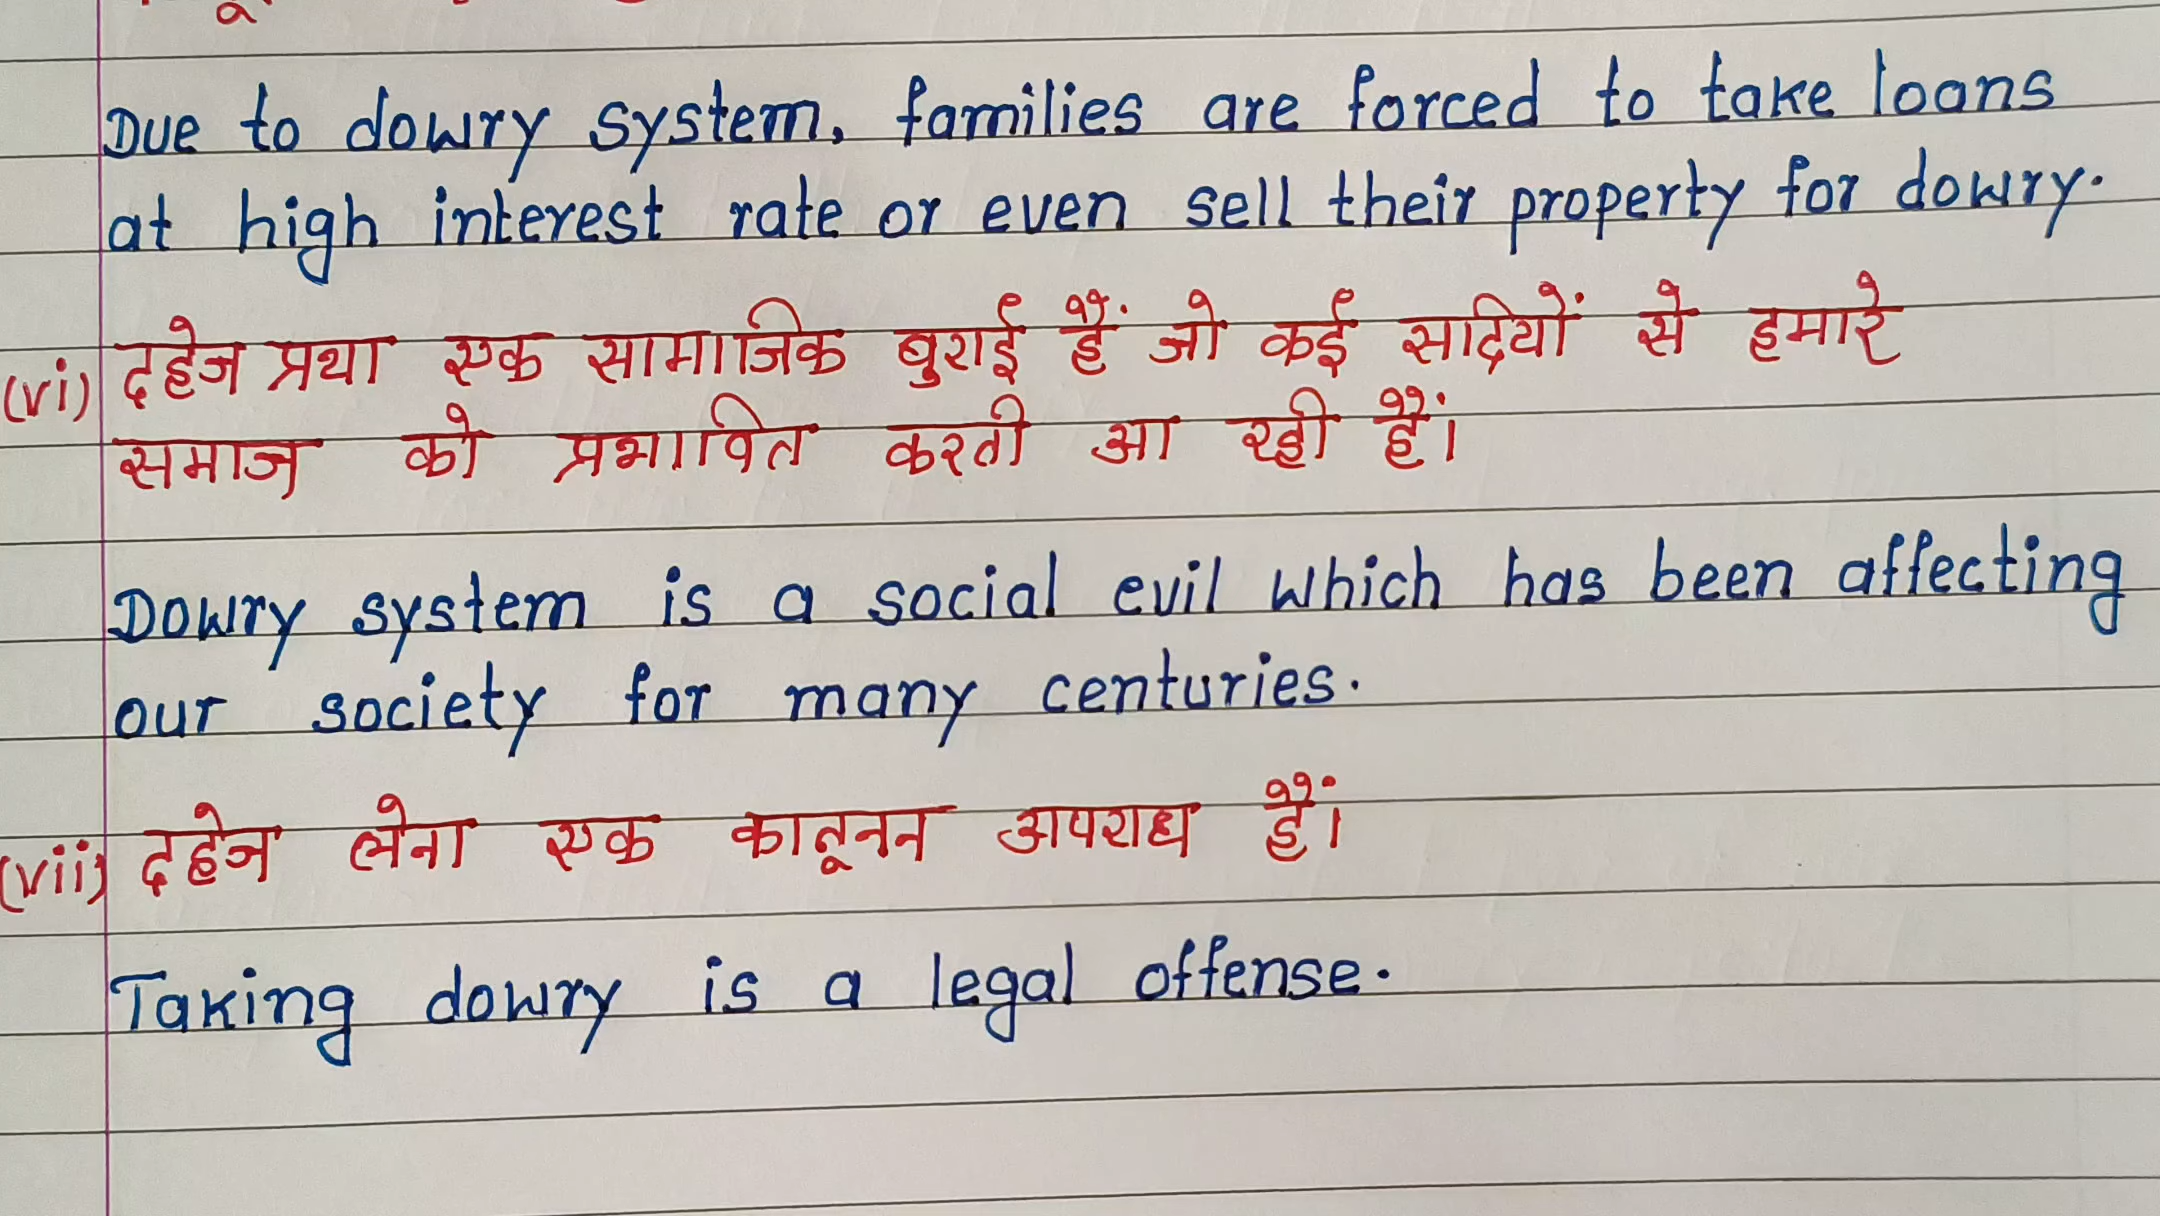 Due to dowry system, families are forced to take loans
at high interest rate or even sell their property for dowry.
(vi) दहेज प्रथा एक सामाजिक बुराई हैं जो कई सदियों से हमारे
समाज को प्रभावित करती आ रही हैं।
Dowry system is a social evil which has been affecting
our society for many centuries.
(vii) दहेज लेना एक कानूनन अपराध हैं।
Taking dowry is a legal offense.